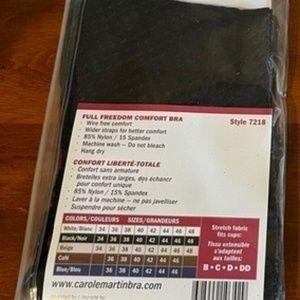 FULL FREEDOM COMFORT BRA
Style 7218
- Wire free comfort
- Wider straps for better comfort
- 85% Nylon / 15 Spandex
- Machine wash — Do not bleach
- Hang dry
CONFORT LIBERTÉ-TOTALE
- Confort sans armature
- Bretelles extra larges, dos échancr
pour confort unique
- 85% Nylon / 15% Spandex
- Laver à la machine — ne pas javelliser
- Suspendre pour sécher
COLORS/COULEURS SIZES/GRANDEURS
White/Blanc 34 36 38 40 42 44 46 48
Black/Noir 34 36 38 40 42 44 46 48
Beige 34 36 38 40 42 44 46 48
Café 36 38 40 42 44 46
Blue/Bleu 36 38 40 42 44 46
Stretch fabric
fits cups:
Tissu extensible
s'adaptant
aux tailles:
B • C • D • DD
www.carolemartinbra.com